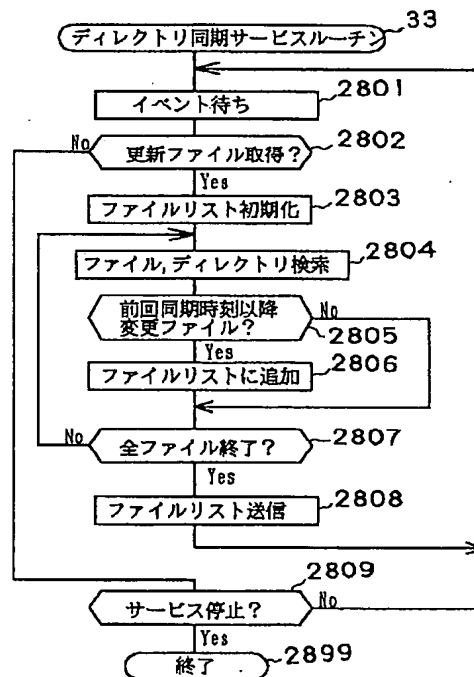 ディレクトリ同期サービスルーチン 33
イベント待ち 2801
No 更新ファイル取得? 2802
Yes
ファイルリスト初期化 2803
ファイル,ディレクトリ検索 2804
前回同期時刻以降 No
変更ファイル? 2805
Yes
ファイルリストに追加 2806
No 全ファイル終了? 2807
Yes
ファイルリスト送信 2808
2809
サービス停止? No
Yes
終了 2899